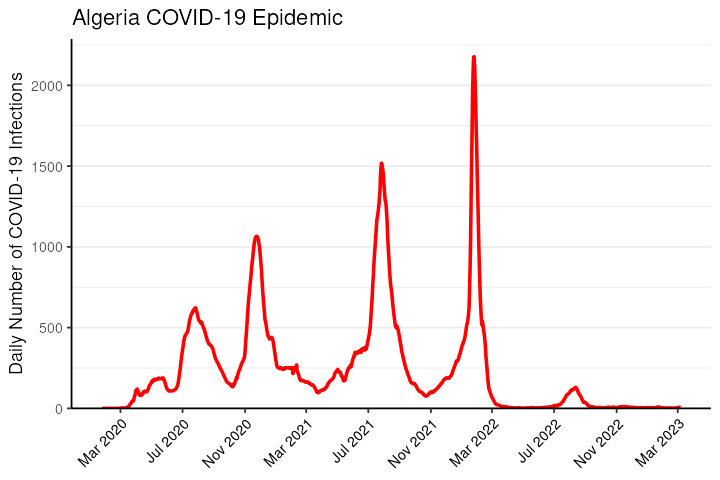 Algeria COVID-19 Epidemic
Daily Number of COVID-19 Infections
2000
1500
1000
500
0
Mar 2020
Jul 2020
Nov 2020
Mar 2021
Jul 2021
Nov 2021
Mar 2022
Jul 2022
Nov 2022
Mar 2023